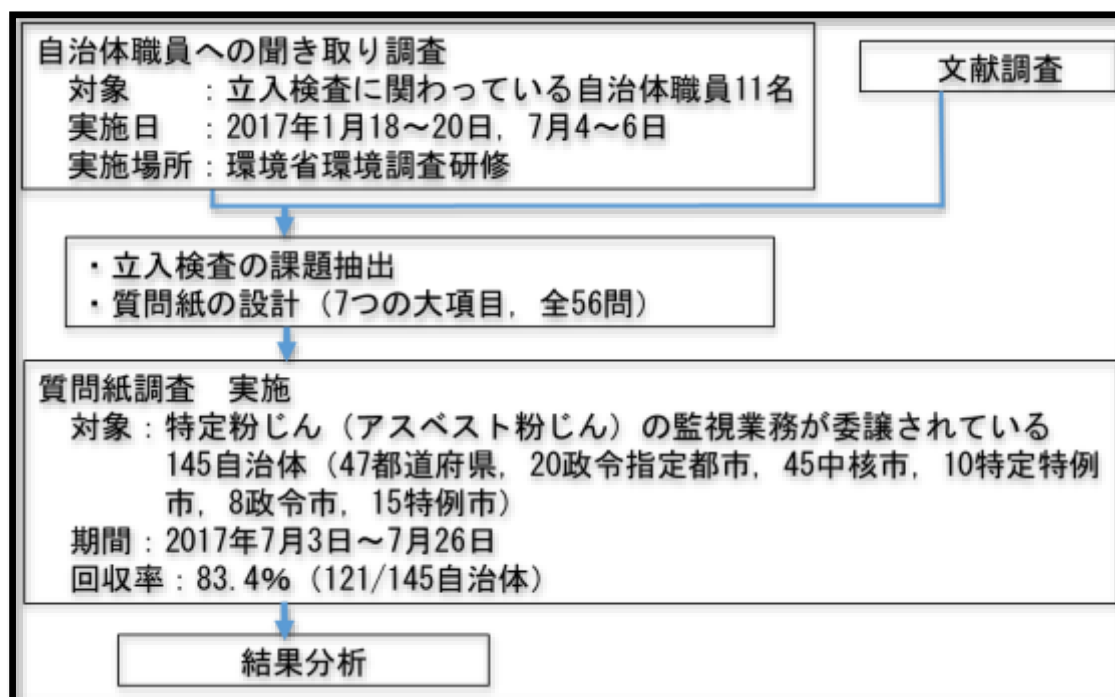 自治体職員への聞き取り調査
対象　　：立入検査に関わっている自治体職員11名
実施日　：2017年1月18～20日，7月4～6日
実施場所：環境省環境調査研修
文献調査
・立入検査の課題抽出
・質問紙の設計（7つの大項目，全56問）
質問紙調査　実施
対象：特定粉じん（アスベスト粉じん）の監視業務が委譲されている
145自治体（47都道府県，20政令指定都市，45中核市，10特定特例
市，8政令市，15特例市）
期間：2017年7月3日～7月26日
回収率：83.4%（121/145自治体）
結果分析